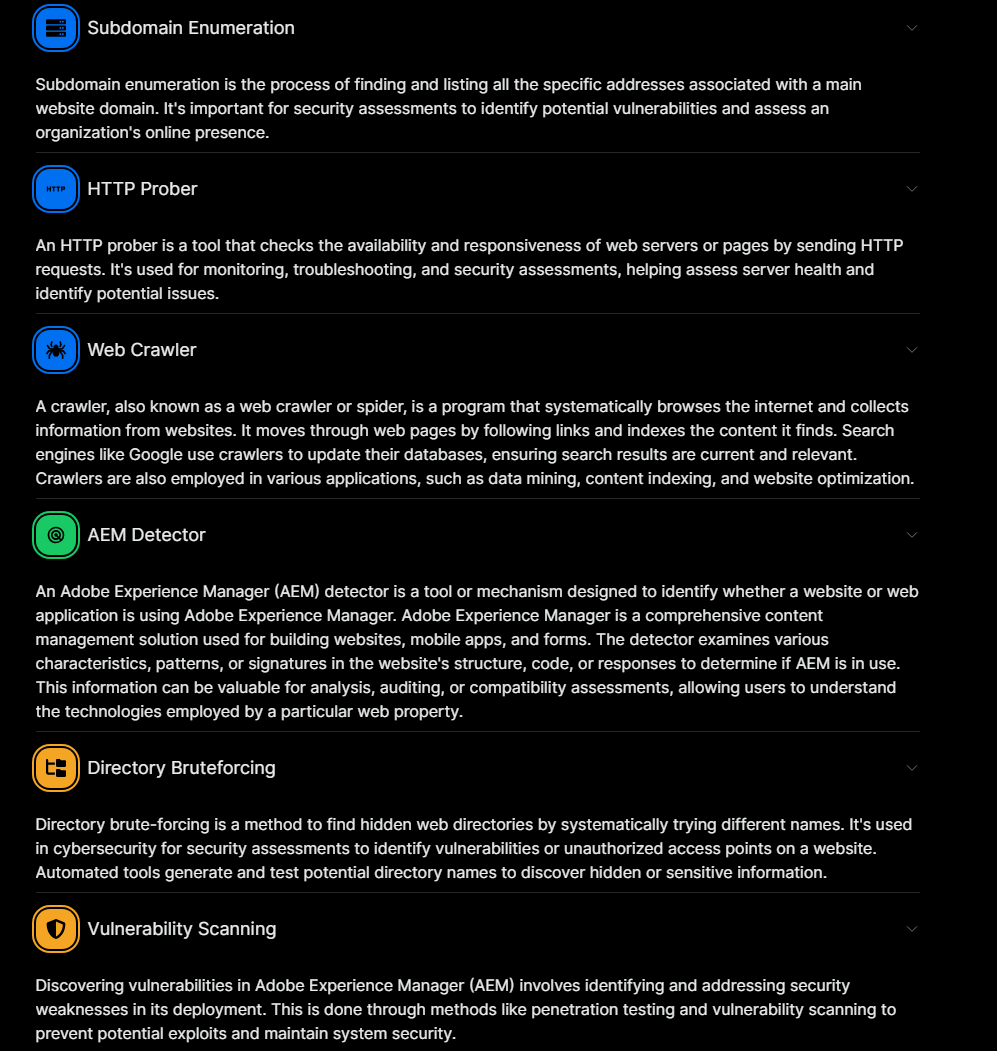 Subdomain Enumeration
Subdomain enumeration is the process of finding and listing all the specific addresses associated with a main
website domain. It's important for security assessments to identify potential vulnerabilities and assess an
organization's online presence.
HTTP
HTTP Prober
An HTTP prober is a tool that checks the availability and responsiveness of web servers or pages by sending HTTP
requests. It's used for monitoring, troubleshooting, and security assessments, helping assess server health and
identify potential issues.
Web Crawler
A crawler, also known as a web crawler or spider, is a program that systematically browses the internet and collects
information from websites. It moves through web pages by following links and indexes the content it finds. Search
engines like Google use crawlers to update their databases, ensuring search results are current and relevant.
Crawlers are also employed in various applications, such as data mining, content indexing, and website optimization.
AEM Detector
An Adobe Experience Manager (AEM) detector is a tool or mechanism designed to identify whether a website or web
application is using Adobe Experience Manager. Adobe Experience Manager is a comprehensive content
management solution used for building websites, mobile apps, and forms. The detector examines various
characteristics, patterns, or signatures in the website's structure, code, or responses to determine if AEM is in use.
This information can be valuable for analysis, auditing, or compatibility assessments, allowing users to understand
the technologies employed by a particular web property.
Directory Bruteforcing
Directory brute-forcing is a method to find hidden web directories by systematically trying different names. It's used
in cybersecurity for security assessments to identify vulnerabilities or unauthorized access points on a website.
Automated tools generate and test potential directory names to discover hidden or sensitive information.
Vulnerability Scanning
Discovering vulnerabilities in Adobe Experience Manager (AEM) involves identifying and addressing security
weaknesses in its deployment. This is done through methods like penetration testing and vulnerability scanning to
prevent potential exploits and maintain system security.